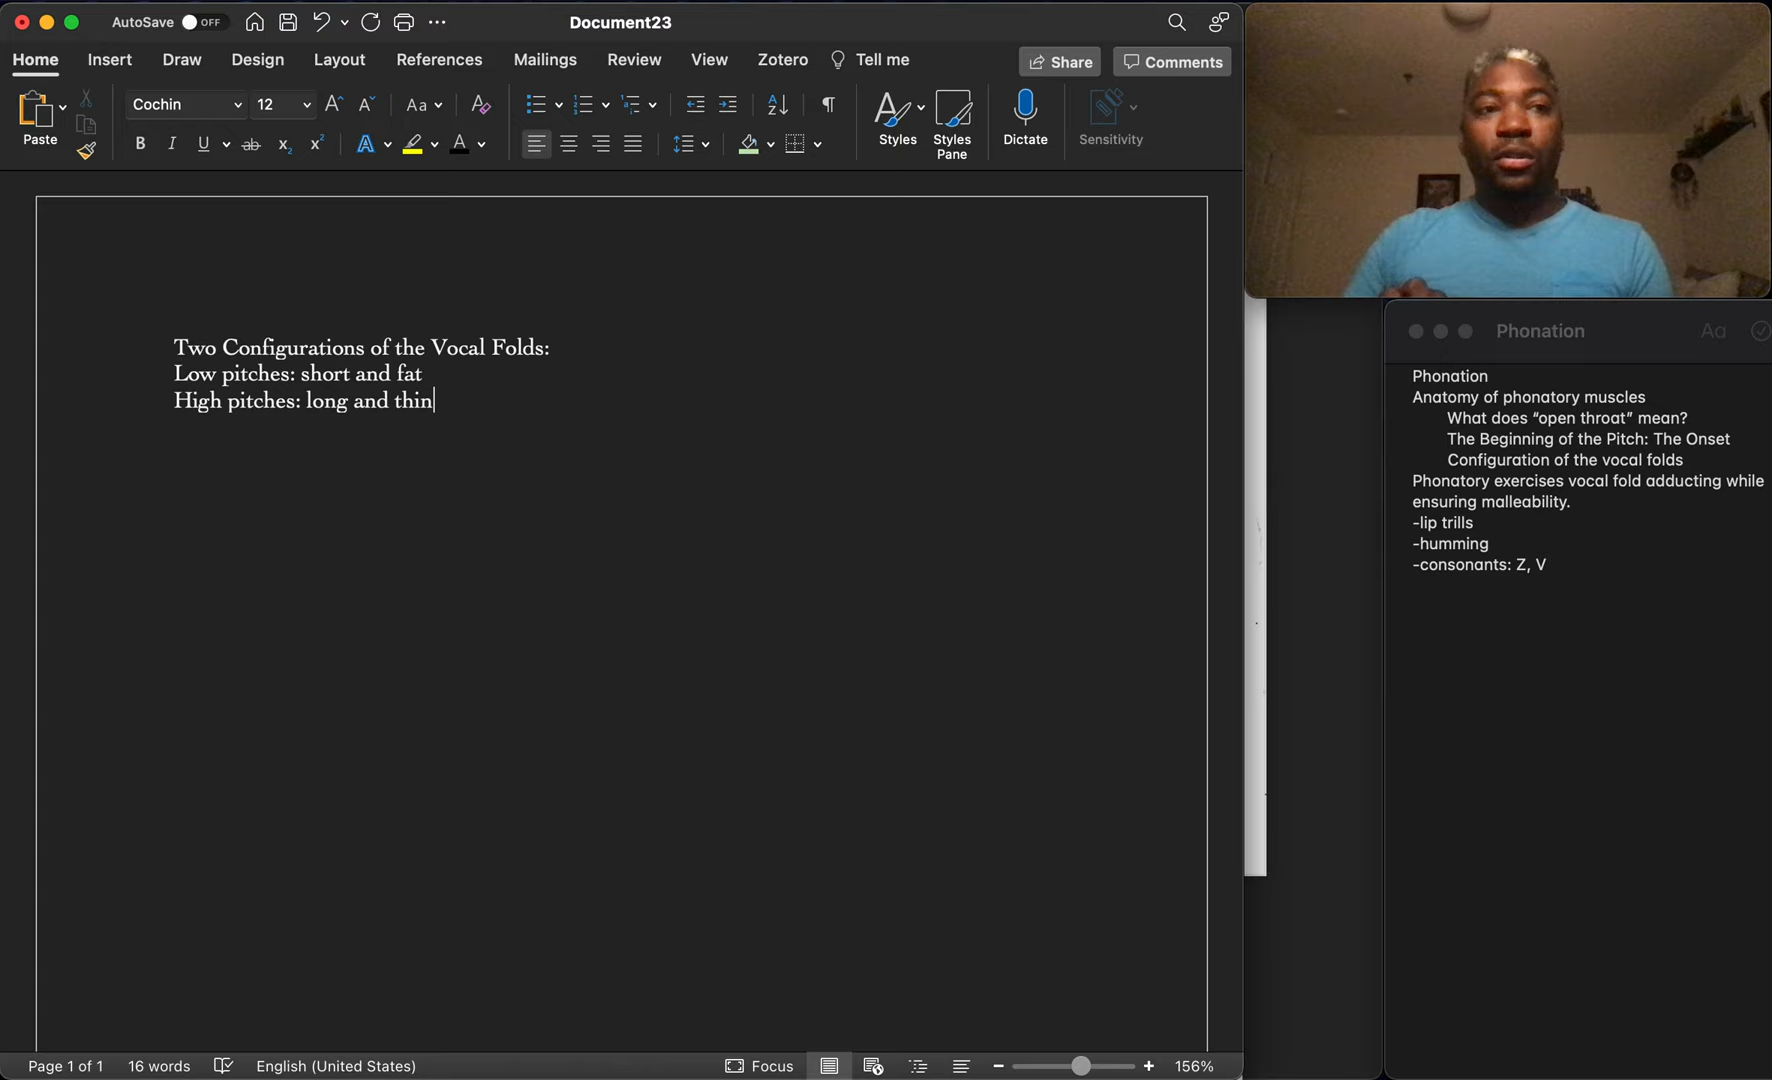 AutoSave OFF
Document23
Home Insert Draw Design Layout References Mailings Review View Zotero Tell me Share Comments
Paste
Cochin 12
Aa
Styles
Styles Pane
Dictate
Sensitivity
Two Configurations of the Vocal Folds:
Low pitches: short and fat
High pitches: long and thin
Phonation Aa
Phonation
Anatomy of phonatory muscles
What does “open throat” mean?
The Beginning of the Pitch: The Onset
Configuration of the vocal folds
Phonatory exercises vocal fold adducting while
ensuring malleability.
-lip trills
-humming
-consonants: Z, V
Page 1 of 1 16 words English (United States) Focus 156%